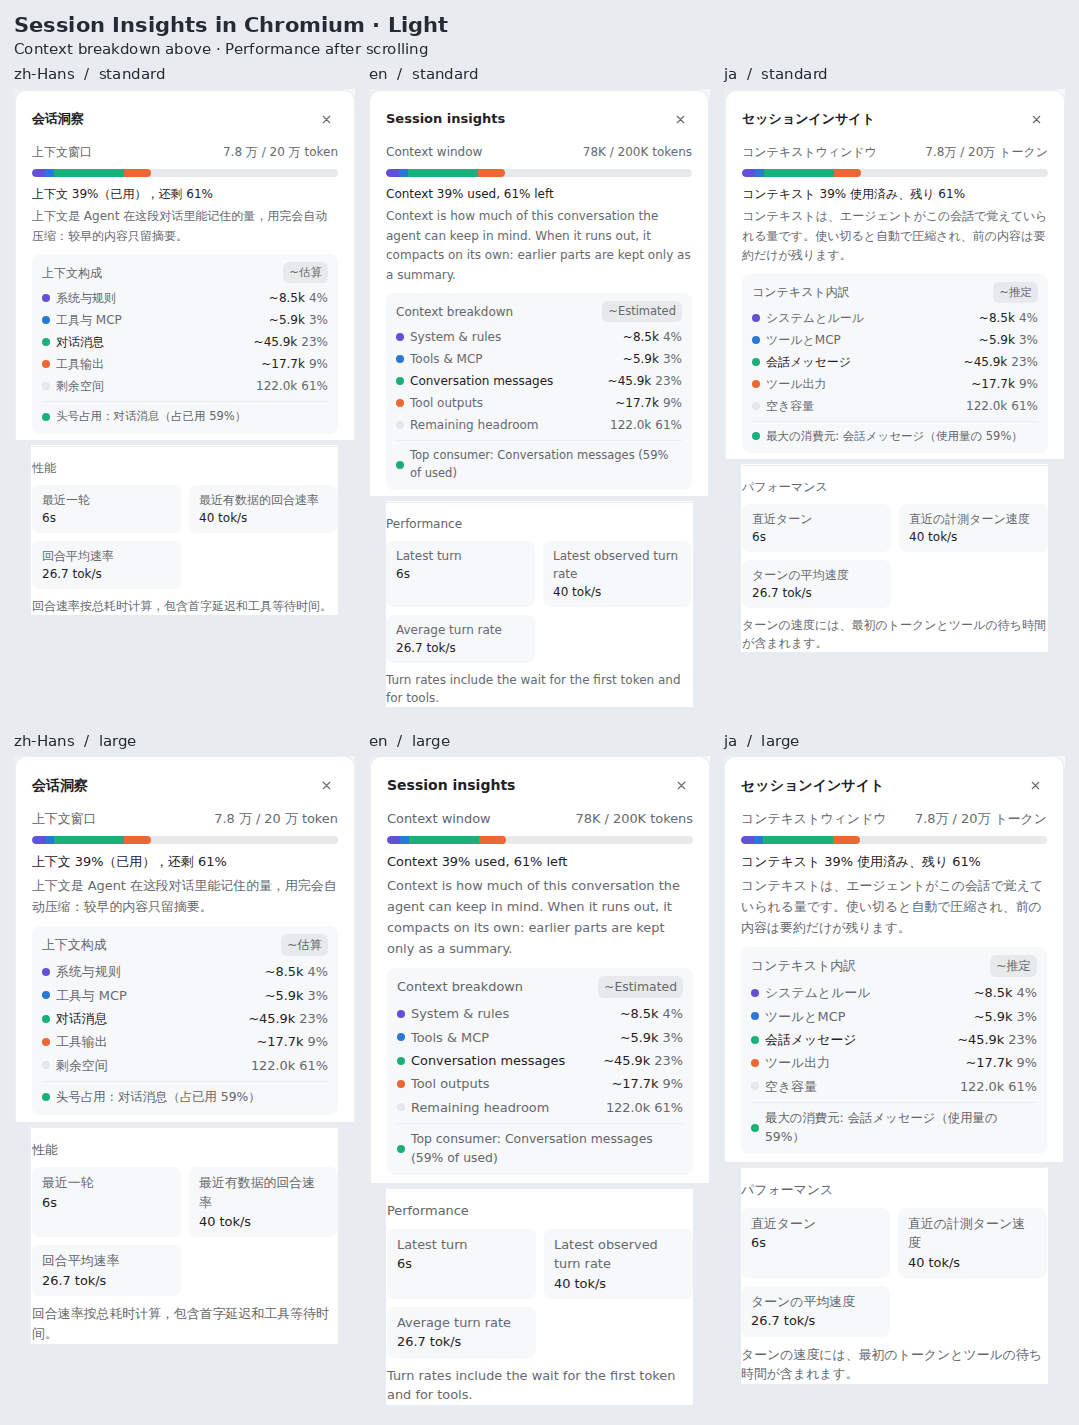 Session Insights in Chromium · Light
Context breakdown above · Performance after scrolling
zh-Hans / standard
会话洞察
×
上下文窗口
7.8 万 / 20 万 token
上下文 39%（已用），还剩 61%
上下文是 Agent 在这段对话里能记住的量，用完会自动
压缩：较早的内容只留摘要。
上下文构成
~估算
系统与规则
~8.5k 4%
工具与 MCP
~5.9k 3%
对话消息
~45.9k 23%
工具输出
~17.7k 9%
剩余空间
122.0k 61%
头号占用：对话消息（占已用 59%）
性能
最近一轮
6s
最近有数据的回合速率
40 tok/s
回合平均速率
26.7 tok/s
回合速率按总耗时计算，包含首字延迟和工具等待时间。
en / standard
Session insights
×
Context window
78K / 200K tokens
Context 39% used, 61% left
Context is how much of this conversation the
agent can keep in mind. When it runs out, it
compacts on its own: earlier parts are kept only as
a summary.
Context breakdown
~Estimated
System & rules
~8.5k 4%
Tools & MCP
~5.9k 3%
Conversation messages
~45.9k 23%
Tool outputs
~17.7k 9%
Remaining headroom
122.0k 61%
Top consumer: Conversation messages (59%
of used)
Performance
Latest turn
6s
Latest observed turn
rate
40 tok/s
Average turn rate
26.7 tok/s
Turn rates include the wait for the first token and
for tools.
ja / standard
セッションインサイト
×
コンテキストウィンドウ
7.8万 / 20万 トークン
コンテキスト 39% 使用済み、残り 61%
コンテキストは、エージェントがこの会話で覚えていら
れる量です。使い切ると自動で圧縮され、前の内容は要
約だけが残ります。
コンテキスト内訳
~推定
システムとルール
~8.5k 4%
ツールとMCP
~5.9k 3%
会話メッセージ
~45.9k 23%
ツール出力
~17.7k 9%
空き容量
122.0k 61%
最大の消費元: 会話メッセージ（使用量の 59%）
パフォーマンス
直近ターン
6s
直近の計測ターン速度
40 tok/s
ターンの平均速度
26.7 tok/s
ターンの速度には、最初のトークンとツールの待ち時間
が含まれます。
zh-Hans / large
会话洞察
×
上下文窗口
7.8 万 / 20 万 token
上下文 39%（已用），还剩 61%
上下文是 Agent 在这段对话里能记住的量，用完会自
动压缩：较早的内容只留摘要。
上下文构成
~估算
系统与规则
~8.5k 4%
工具与 MCP
~5.9k 3%
对话消息
~45.9k 23%
工具输出
~17.7k 9%
剩余空间
122.0k 61%
头号占用：对话消息（占已用 59%）
性能
最近一轮
6s
最近有数据的回合速
率
40 tok/s
回合平均速率
26.7 tok/s
回合速率按总耗时计算，包含首字延迟和工具等待时
间。
en / large
Session insights
×
Context window
78K / 200K tokens
Context 39% used, 61% left
Context is how much of this conversation the
agent can keep in mind. When it runs out, it
compacts on its own: earlier parts are kept
only as a summary.
Context breakdown
~Estimated
System & rules
~8.5k 4%
Tools & MCP
~5.9k 3%
Conversation messages
~45.9k 23%
Tool outputs
~17.7k 9%
Remaining headroom
122.0k 61%
Top consumer: Conversation messages
(59% of used)
Performance
Latest turn
6s
Latest observed
turn rate
40 tok/s
Average turn rate
26.7 tok/s
Turn rates include the wait for the first token
and for tools.
ja / large
セッションインサイト
×
コンテキストウィンドウ
7.8万 / 20万 トークン
コンテキスト 39% 使用済み、残り 61%
コンテキストは、エージェントがこの会話で覚えて
いられる量です。使い切ると自動で圧縮され、前の
内容は要約だけが残ります。
コンテキスト内訳
~推定
システムとルール
~8.5k 4%
ツールとMCP
~5.9k 3%
会話メッセージ
~45.9k 23%
ツール出力
~17.7k 9%
空き容量
122.0k 61%
最大の消費元: 会話メッセージ（使用量の
59%）
パフォーマンス
直近ターン
6s
直近の計測ターン速
度
40 tok/s
ターンの平均速度
26.7 tok/s
ターンの速度には、最初のトークンとツールの待ち
時間が含まれます。